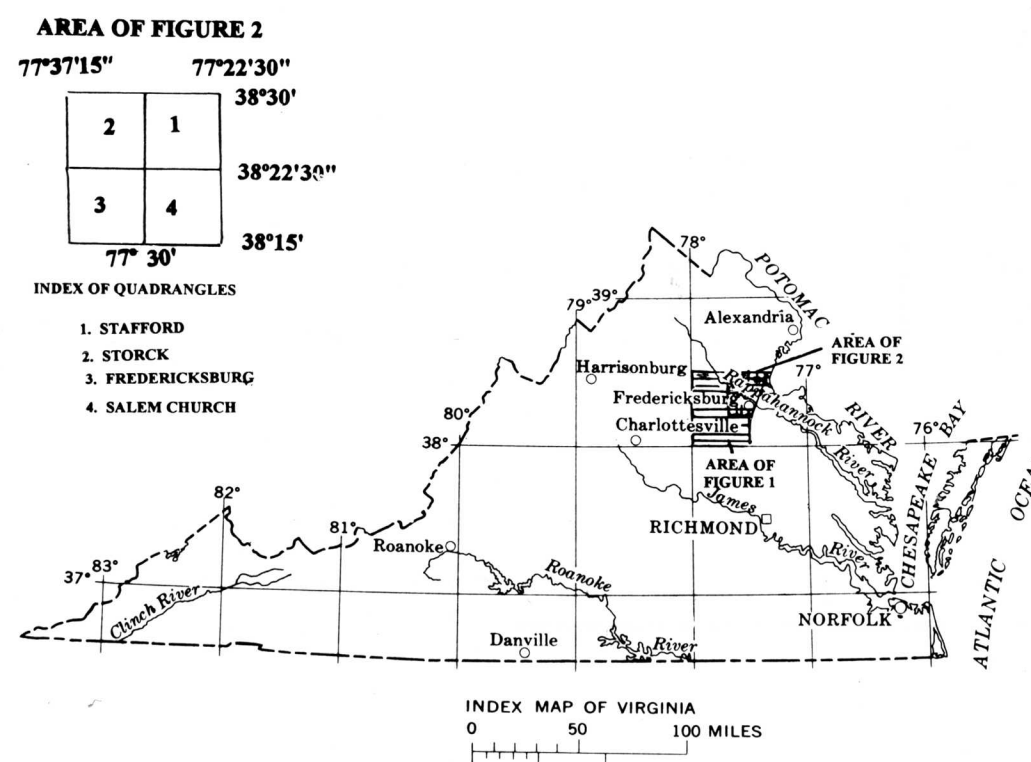 AREA OF FIGURE 2
77°37'15" 77°22'30"
38°30'
2 1
38°22'30"
3 4
38°15'
77° 30'
INDEX OF QUADRANGLES
1. STAFFORD
2. STORCK
3. FREDERICKSBURG
4. SALEM CHURCH
78°
POTOMAC
79° 39°
Alexandria
AREA OF
FIGURE 2
Harrisonburg
77°
Rappahannock
Fredericksburg
RIVER
80°
Charlottesville
76°
38°
River
CHESAPEAKE BAY
AREA OF
FIGURE 1
82°
James
OCEA
81°
RICHMOND
Roanoke
River
83°
37°
Roanoke
Clinch River
NORFOLK
ATLANTIC
Danville
River
INDEX MAP OF VIRGINIA
0 50 100 MILES